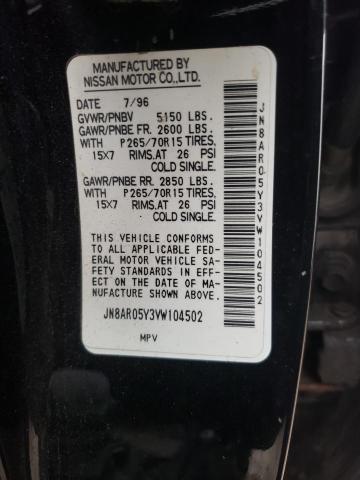 MANUFACTURED BY
NISSAN MOTOR CO.,LTD.
DATE 7/96
GVWR/PNBV 5150 LBS.
GAWR/PNBE FR. 2600 LBS.
WITH P265/70R15 TIRES,
15X7 RIMS,AT 26 PSI
COLD SINGLE.
GAWR/PNBE RR. 2850 LBS.
WITH P265/70R15 TIRES,
15X7 RIMS,AT 26 PSI
COLD SINGLE.
THIS VEHICLE CONFORMS
TO ALL APPLICABLE FED-
ERAL MOTOR VEHICLE SA-
FETY STANDARDS IN EFF-
ECT ON THE DATE OF MA-
NUFACTURE SHOWN ABOVE.
JN8AR05Y3VW104502
MPV
JN8AR05Y3VW104502